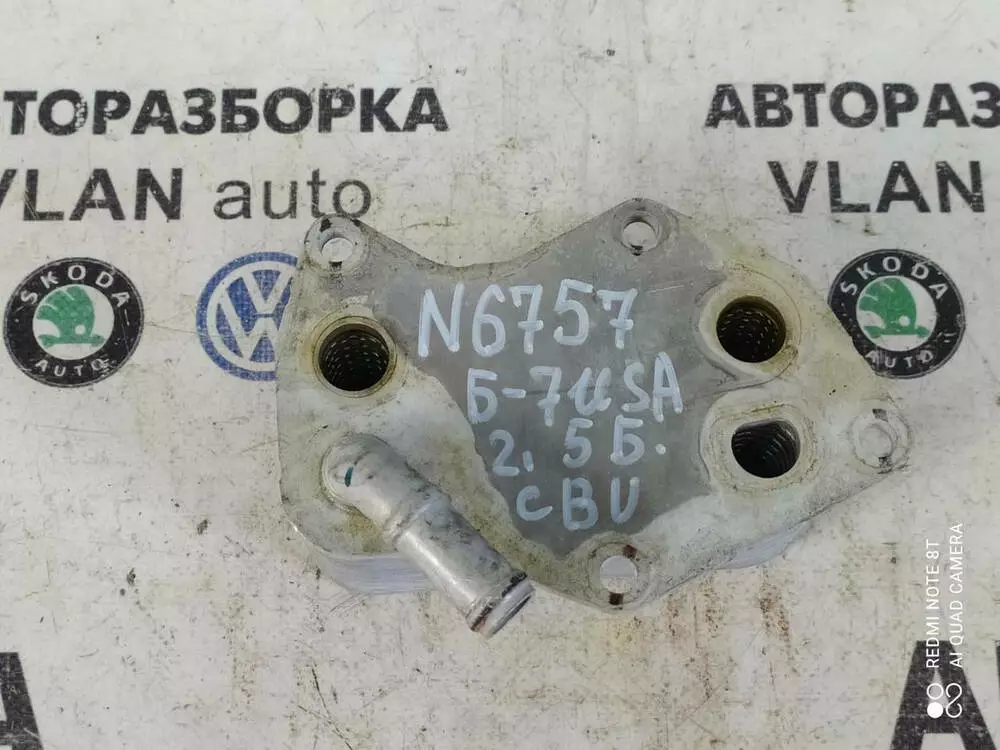 ТОРАЗБОРКА
АВТОРАЗ
VLAN auto
VLAN
SKODA
AUTO
SKODA
AUTO
N6757
Б-7USA
2.5Б.
CBU
REDMI NOTE 8T
AI QUAD CAMERA